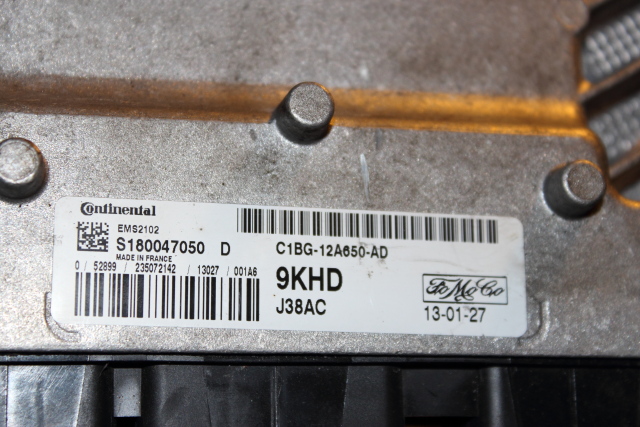 Continental
EMS2102
S180047050 D
MADE IN FRANCE
0 / 52899 / 235072142 / 13027 / 001A6
C1BG-12A650-AD
9KHD
J38AC
FoMoCo
13-01-27